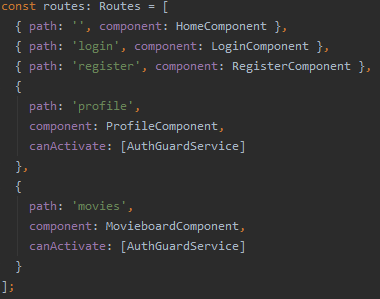 const routes: Routes = [
  { path: '', component: HomeComponent },
  { path: 'login', component: LoginComponent },
  { path: 'register', component: RegisterComponent },
  {
    path: 'profile',
    component: ProfileComponent,
    canActivate: [AuthGuardService]
  },
  {
    path: 'movies',
    component: MovieboardComponent,
    canActivate: [AuthGuardService]
  }
];